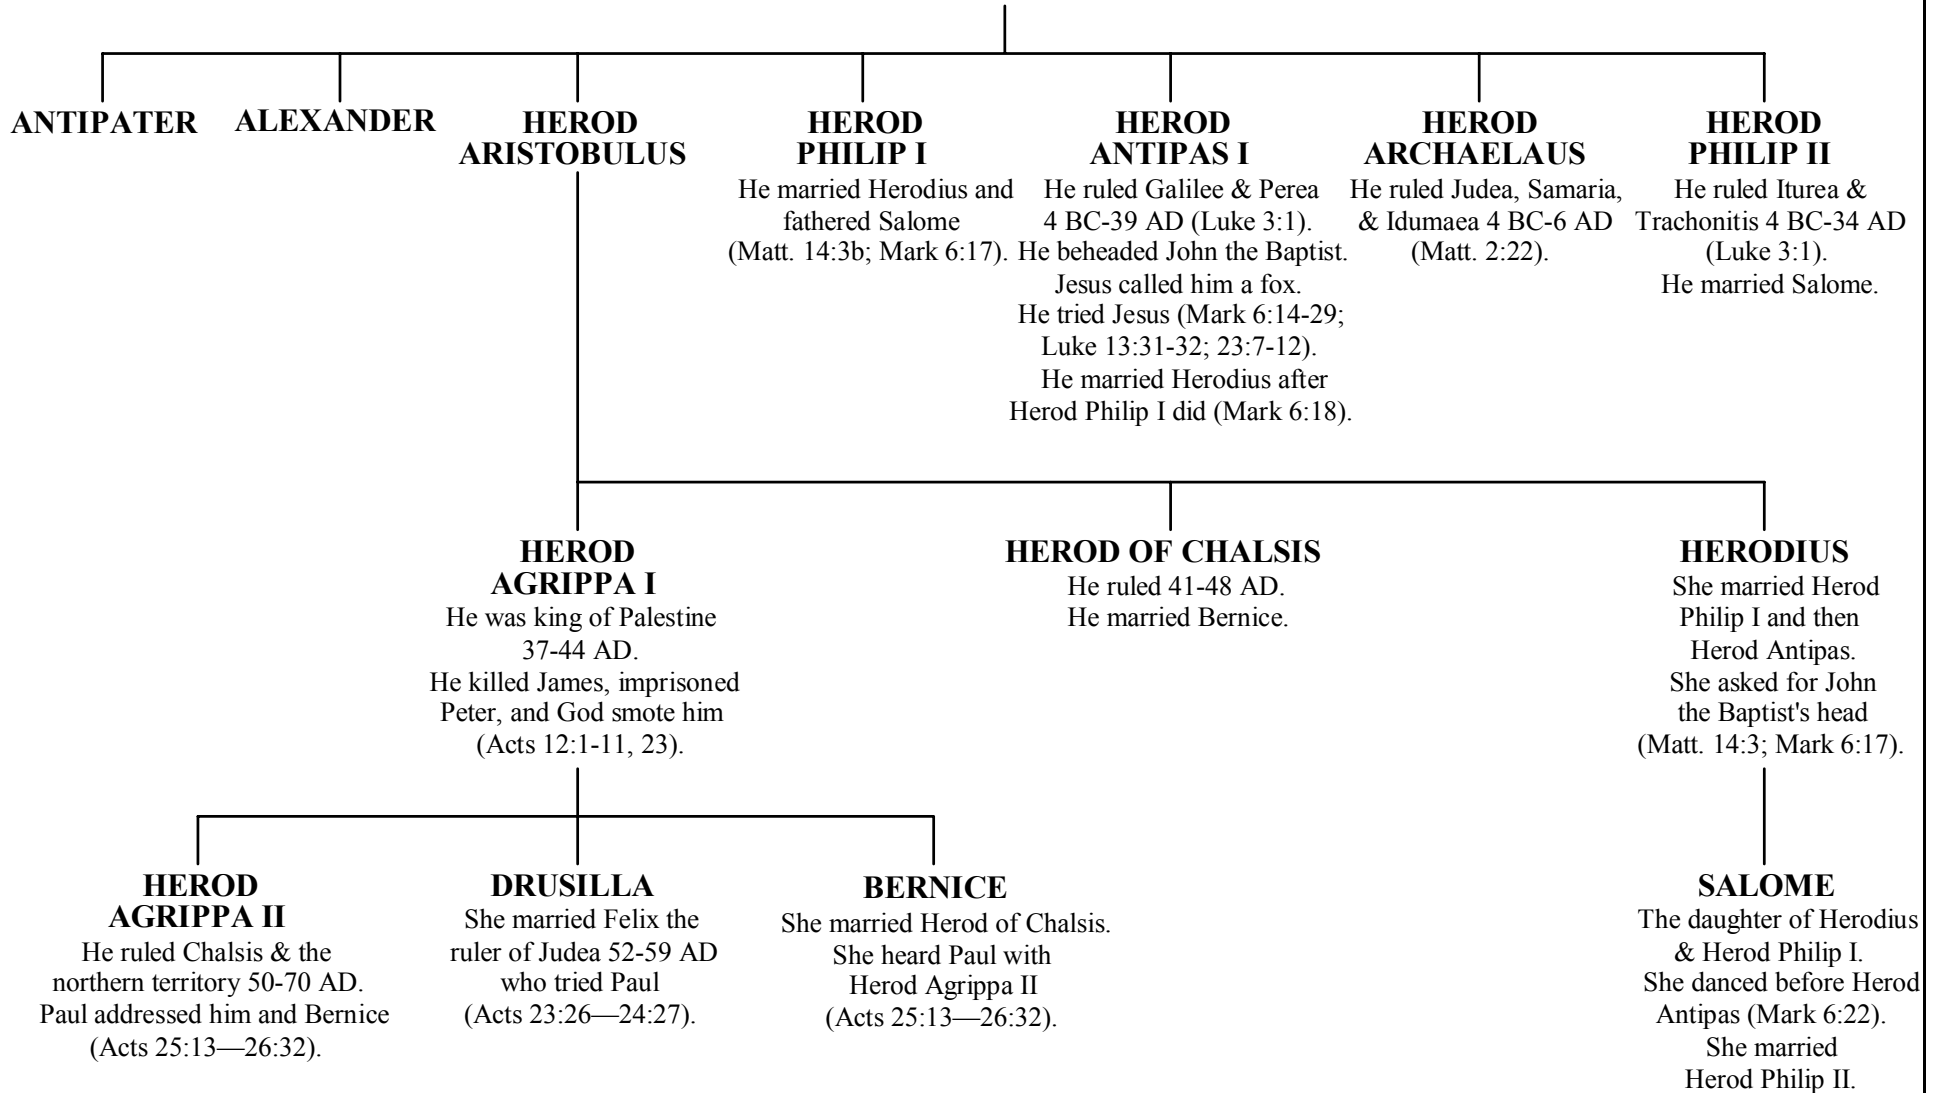 ANTIPATER
ALEXANDER
HEROD
ARISTOBULUS
HEROD
PHILIP I
He married Herodius and
fathered Salome
(Matt. 14:3b; Mark 6:17).
HEROD
ANTIPAS I
He ruled Galilee & Perea
4 BC-39 AD (Luke 3:1).
He beheaded John the Baptist.
Jesus called him a fox.
He tried Jesus (Mark 6:14-29;
Luke 13:31-32; 23:7-12).
He married Herodius after
Herod Philip I did (Mark 6:18).
HEROD
ARCHAELAUS
He ruled Judea, Samaria,
& Idumaea 4 BC-6 AD
(Matt. 2:22).
HEROD
PHILIP II
He ruled Iturea &
Trachonitis 4 BC-34 AD
(Luke 3:1).
He married Salome.
HEROD
AGRIPPA I
He was king of Palestine
37-44 AD.
He killed James, imprisoned
Peter, and God smote him
(Acts 12:1-11, 23).
HEROD OF CHALSIS
He ruled 41-48 AD.
He married Bernice.
HERODIUS
She married Herod
Philip I and then
Herod Antipas.
She asked for John
the Baptist's head
(Matt. 14:3; Mark 6:17).
HEROD
AGRIPPA II
He ruled Chalsis & the
northern territory 50-70 AD.
Paul addressed him and Bernice
(Acts 25:13—26:32).
DRUSILLA
She married Felix the
ruler of Judea 52-59 AD
who tried Paul
(Acts 23:26—24:27).
BERNICE
She married Herod of Chalsis.
She heard Paul with
Herod Agrippa II
(Acts 25:13—26:32).
SALOME
The daughter of Herodius
& Herod Philip I.
She danced before Herod
Antipas (Mark 6:22).
She married
Herod Philip II.